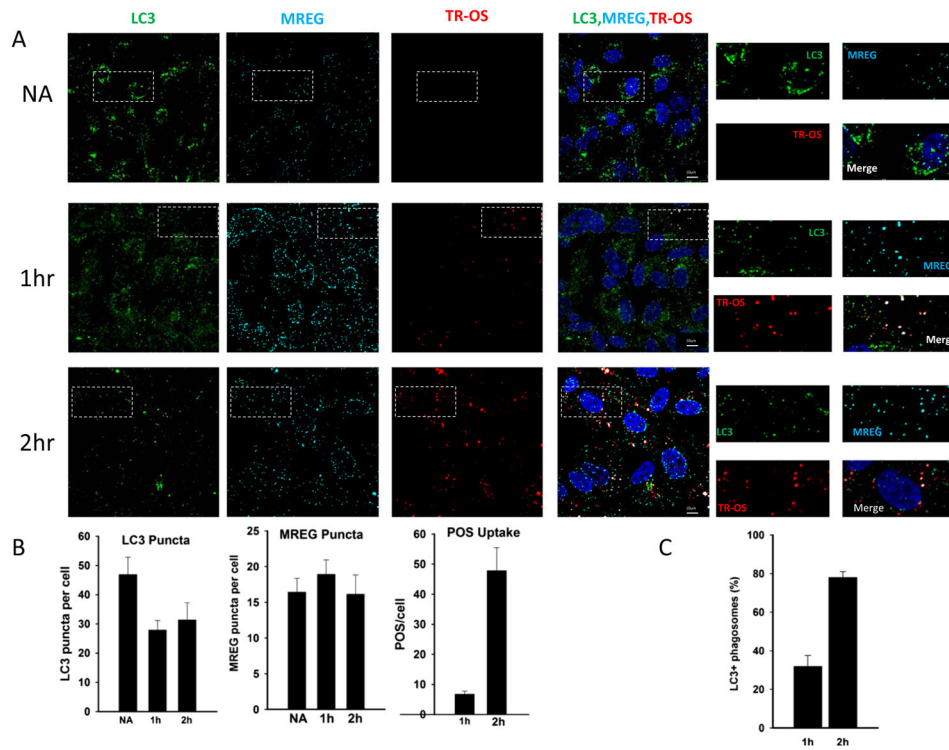 LC3 MREG TR-OS LC3,MREG,TR-OS
A
NA
LC3
MREG
TR-OS
Merge
10µm
1hr
LC3
MREG
TR-OS
Merg
10µm
2hr
LC3
MREG
TR-OS
Merge
10µm
B
LC3 Puncta
LC3 puncta per cell
60
50
40
30
20
10
0
NA 1h 2h
MREG Puncta
MREG puncta per cell
25
20
15
10
5
0
NA 1h 2h
POS Uptake
POS/cell
60
50
40
30
20
10
0
1h 2h
C
LC3+ phagosomes (%)
100
80
60
40
20
0
1h 2h